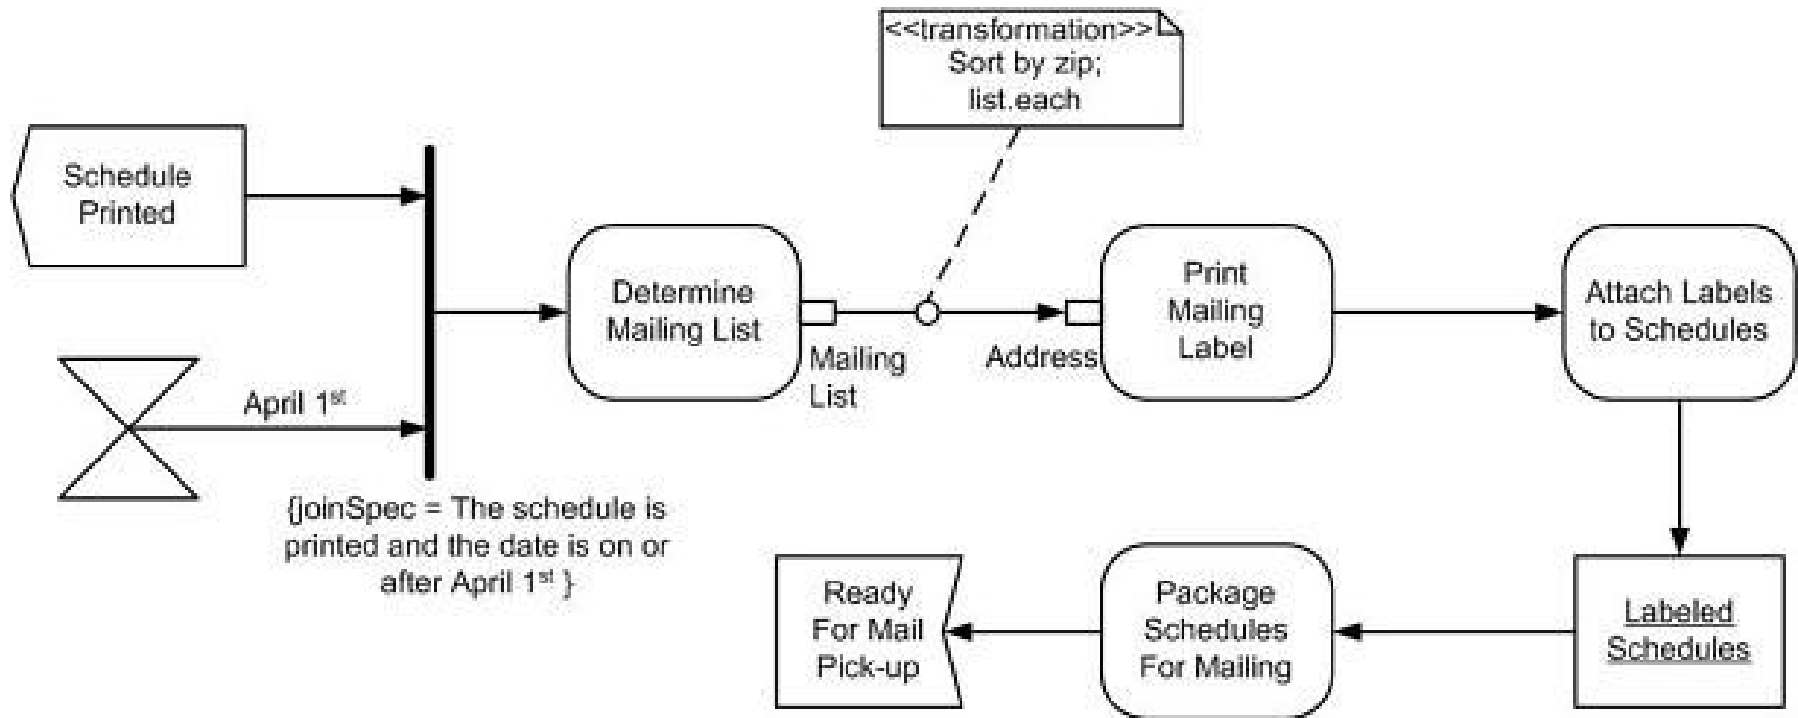 <<transformation>>
Sort by zip;
list.each
Schedule
Printed
April 1st
{joinSpec = The schedule is
printed and the date is on or
after April 1st }
Determine
Mailing List
Mailing
List
Address
Print
Mailing
Label
Attach Labels
to Schedules
Labeled
Schedules
Package
Schedules
For Mailing
Ready
For Mail
Pick-up